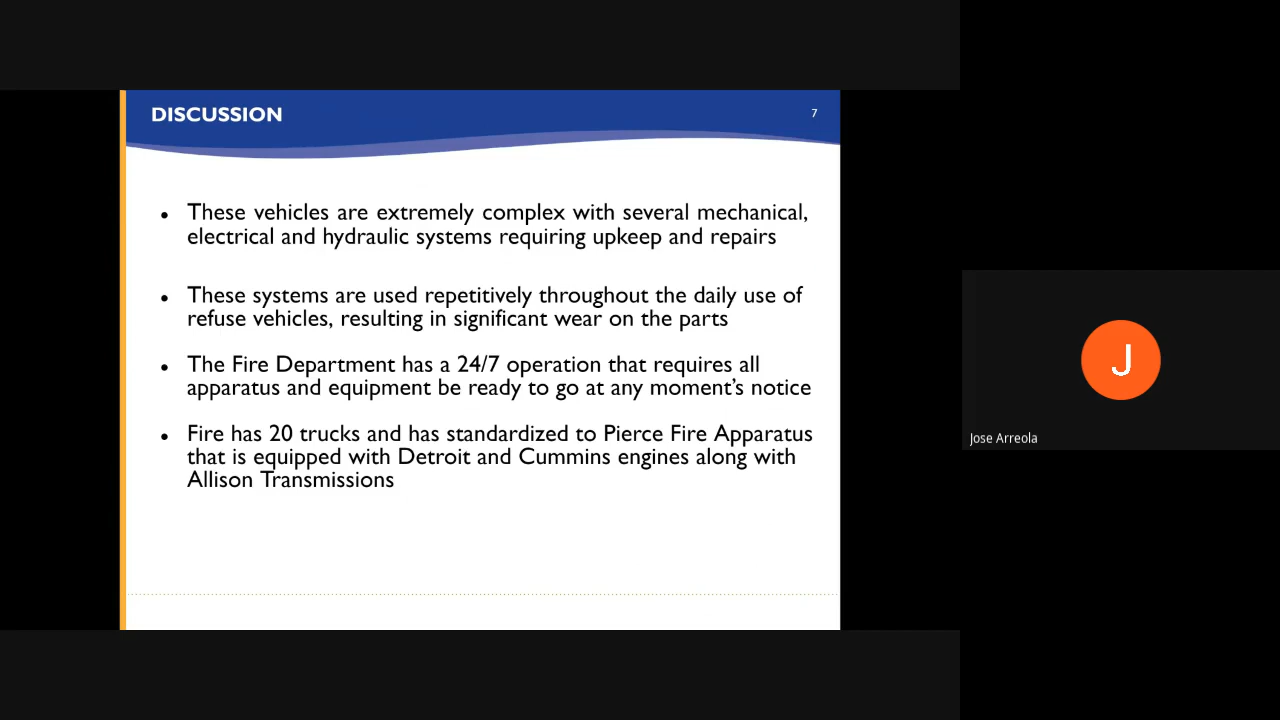 DISCUSSION
7
• These vehicles are extremely complex with several mechanical,
electrical and hydraulic systems requiring upkeep and repairs
• These systems are used repetitively throughout the daily use of
refuse vehicles, resulting in significant wear on the parts
• The Fire Department has a 24/7 operation that requires all
apparatus and equipment be ready to go at any moment’s notice
• Fire has 20 trucks and has standardized to Pierce Fire Apparatus
that is equipped with Detroit and Cummins engines along with
Allison Transmissions
J
Jose Arreola